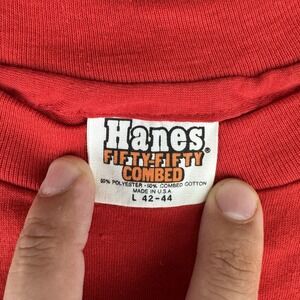 Hanes®
FIFTY-FIFTY
COMBED
50% POLYESTER - 50% COMBED COTTON
MADE IN U.S.A.
L 42-44